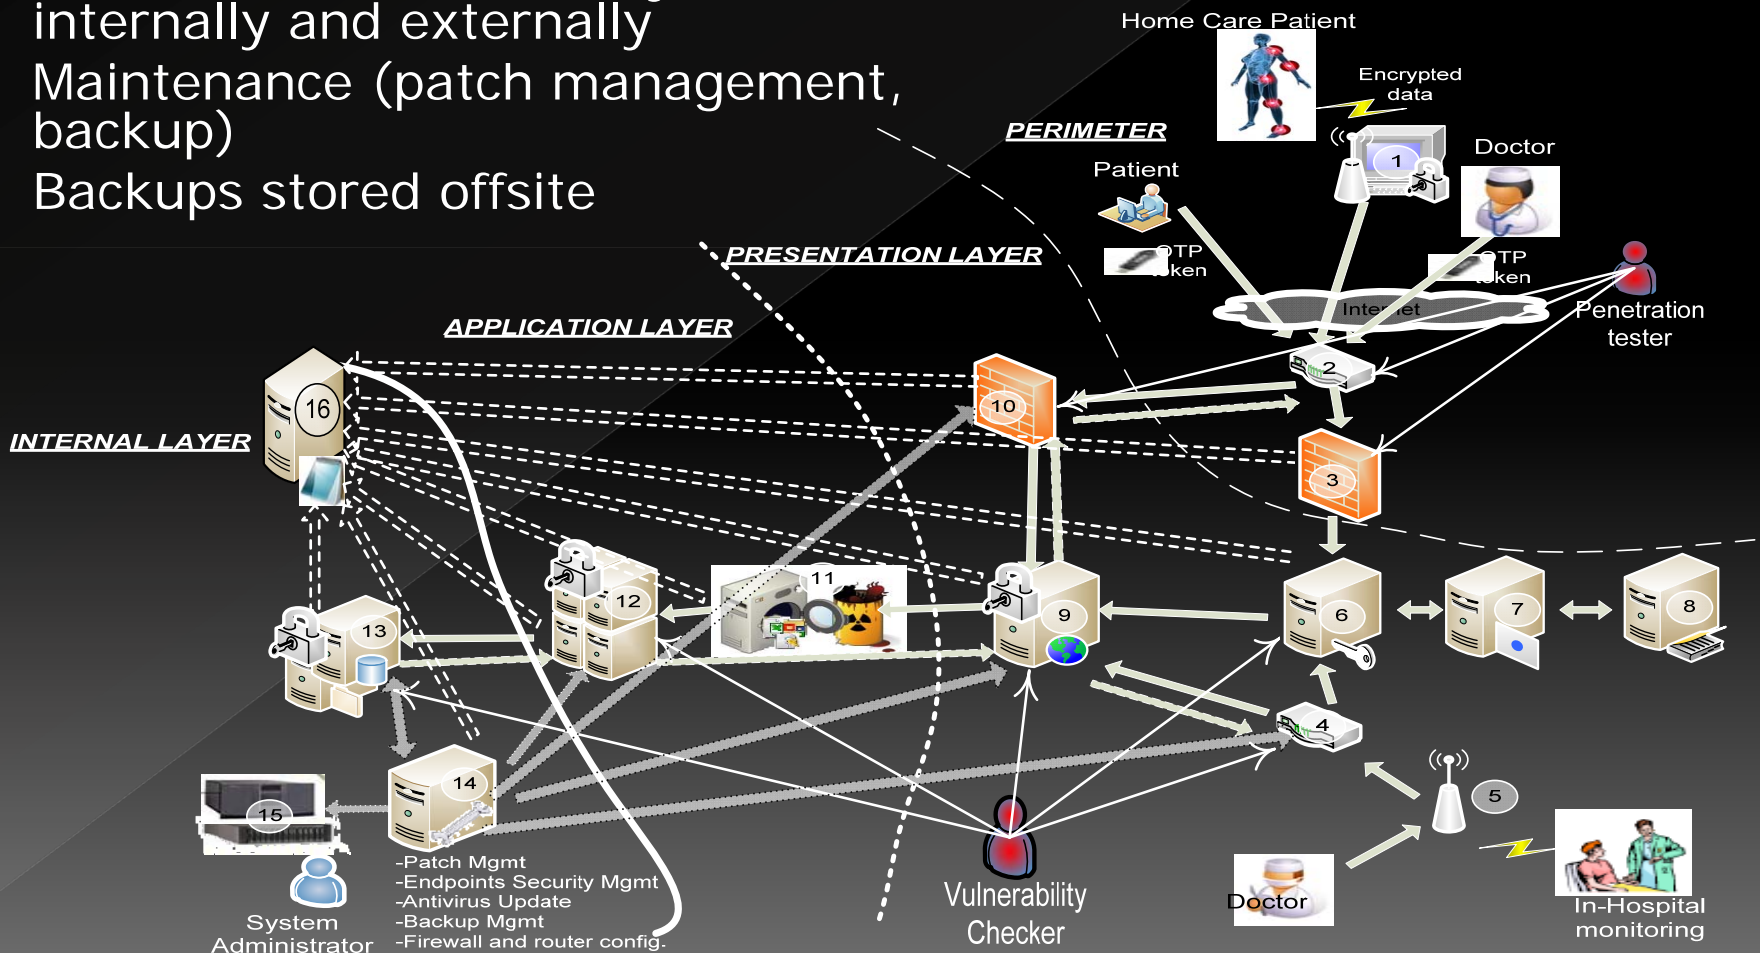 internally and externally
Maintenance (patch management,
backup)
Backups stored offsite
Home Care Patient
Encrypted
data
PERIMETER
1
Doctor
Patient
PRESENTATION LAYER
OTP
token
OTP
token
Internet
Penetration
tester
APPLICATION LAYER
2
16
10
INTERNAL LAYER
3
11
12
9
6
7
8
13
4
14
5
15
-Patch Mgmt
-Endpoints Security Mgmt
-Antivirus Update
-Backup Mgmt
-Firewall and router config.
System
Administrator
Vulnerability
Checker
Doctor
In-Hospital
monitoring